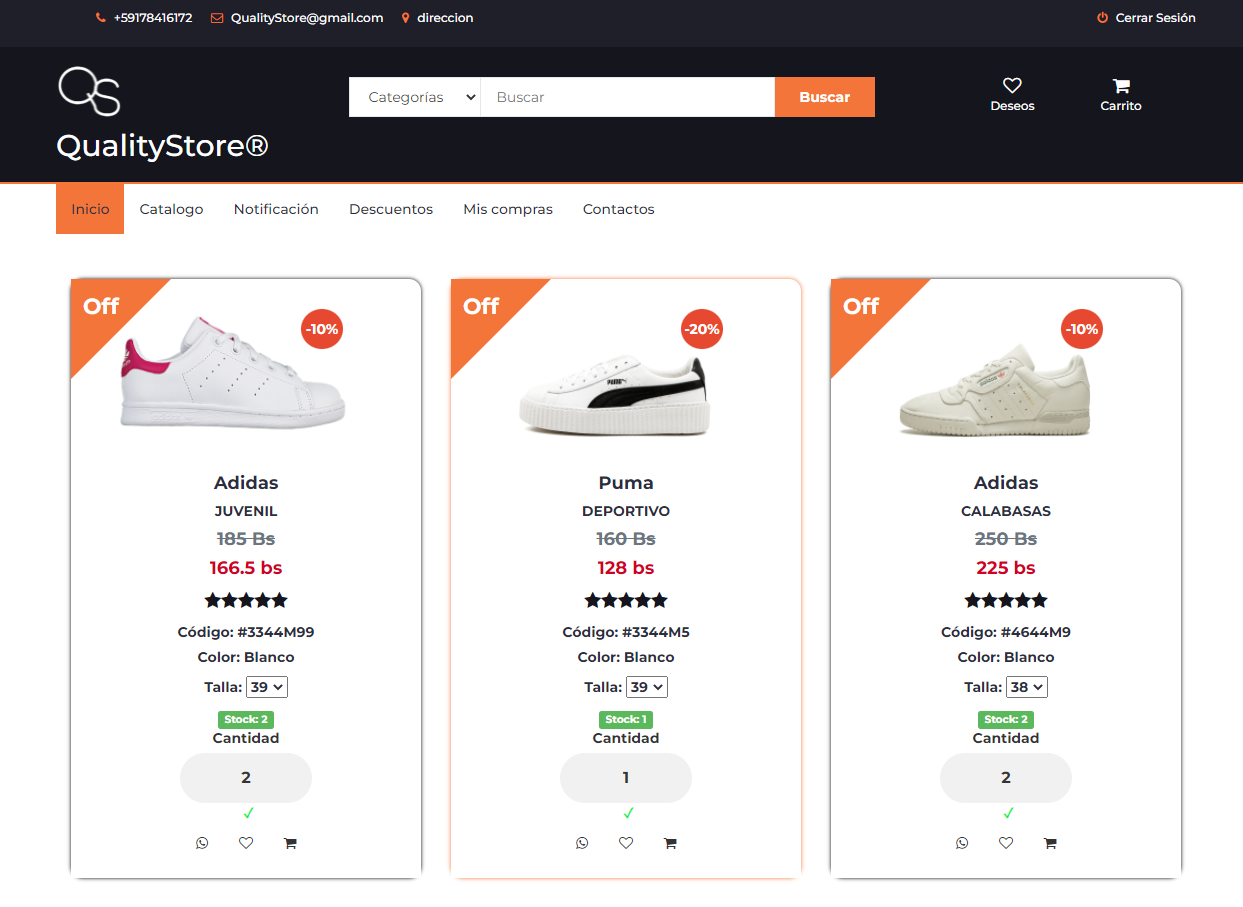 +59178416172 QualityStore@gmail.com direccion Cerrar Sesión
QS
Categorías Buscar Buscar
Deseos Carrito
QualityStore®
Inicio Catalogo Notificación Descuentos Mis compras Contactos
Off
-10%
Adidas
JUVENIL
185 Bs
166.5 bs
Código: #3344M99
Color: Blanco
Talla: 39
Stock: 2
Cantidad
2
Off
-20%
PUMA
Puma
DEPORTIVO
160 Bs
128 bs
Código: #3344M5
Color: Blanco
Talla: 39
Stock: 1
Cantidad
1
Off
-10%
adidas
Adidas
CALABASAS
250 Bs
225 bs
Código: #4644M9
Color: Blanco
Talla: 38
Stock: 2
Cantidad
2